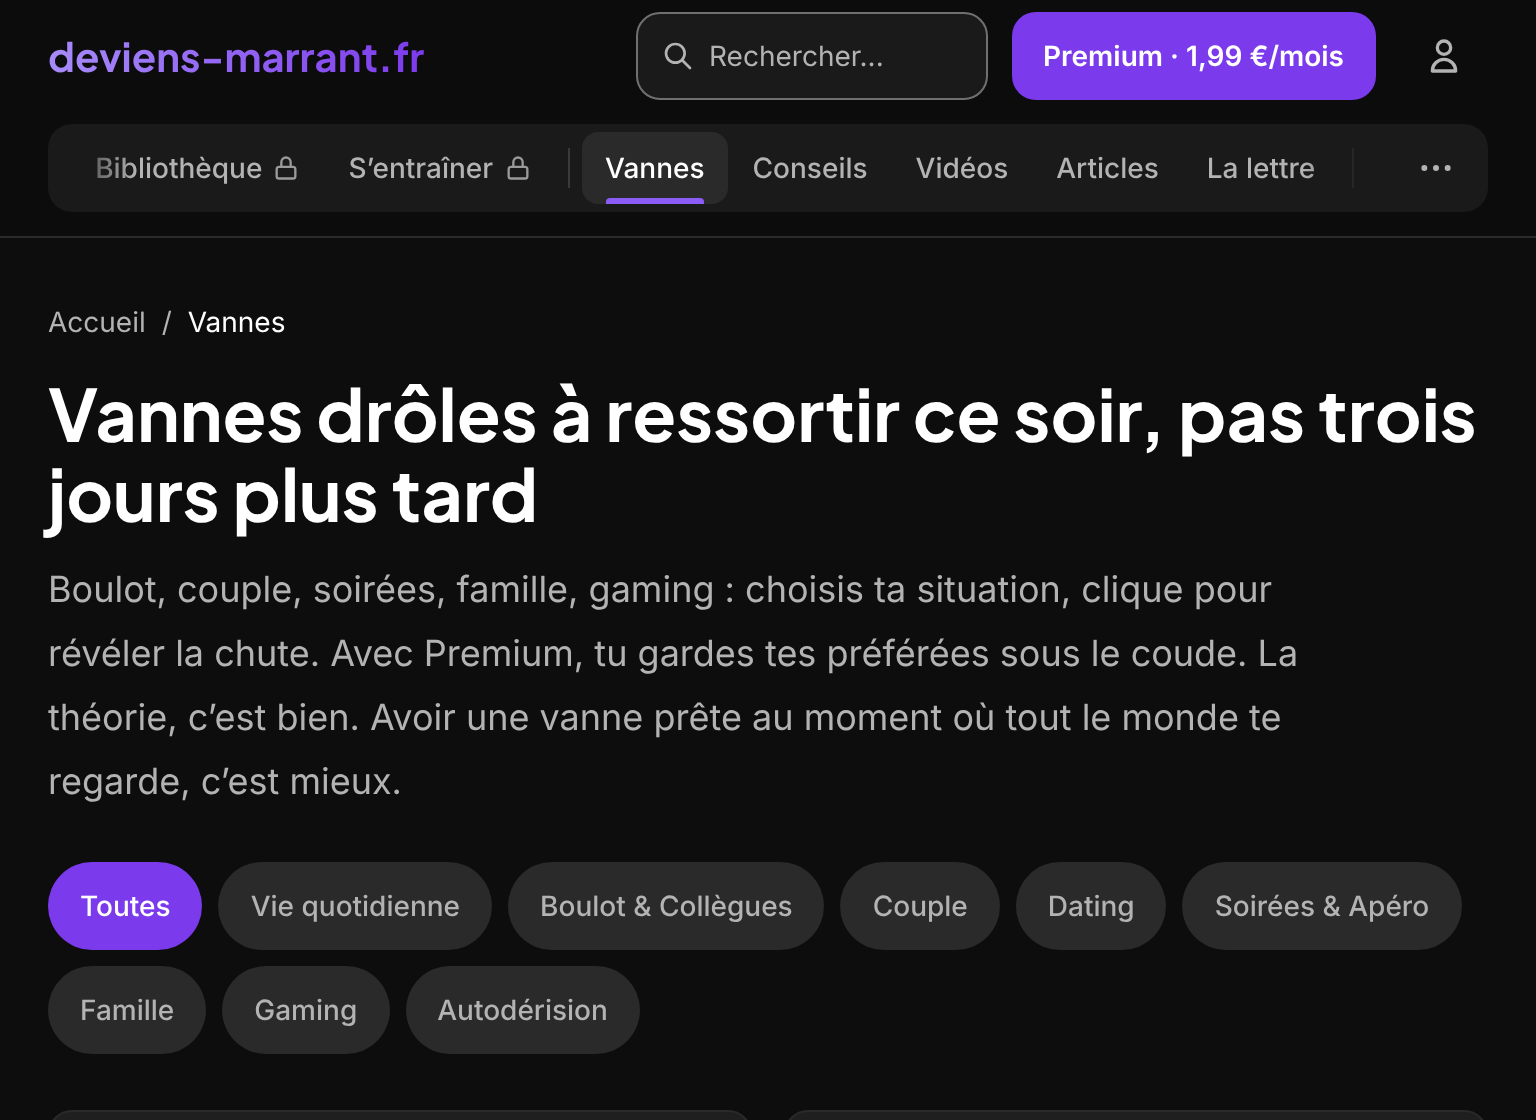 deviens-marrant.fr
Rechercher...
Premium · 1,99 €/mois
Bibliothèque
S’entraîner
Vannes
Conseils
Vidéos
Articles
La lettre
Accueil / Vannes
Vannes drôles à ressortir ce soir, pas trois
jours plus tard
Boulot, couple, soirées, famille, gaming : choisis ta situation, clique pour
révéler la chute. Avec Premium, tu gardes tes préférées sous le coude. La
théorie, c’est bien. Avoir une vanne prête au moment où tout le monde te
regarde, c’est mieux.
Toutes
Vie quotidienne
Boulot & Collègues
Couple
Dating
Soirées & Apéro
Famille
Gaming
Autodérision